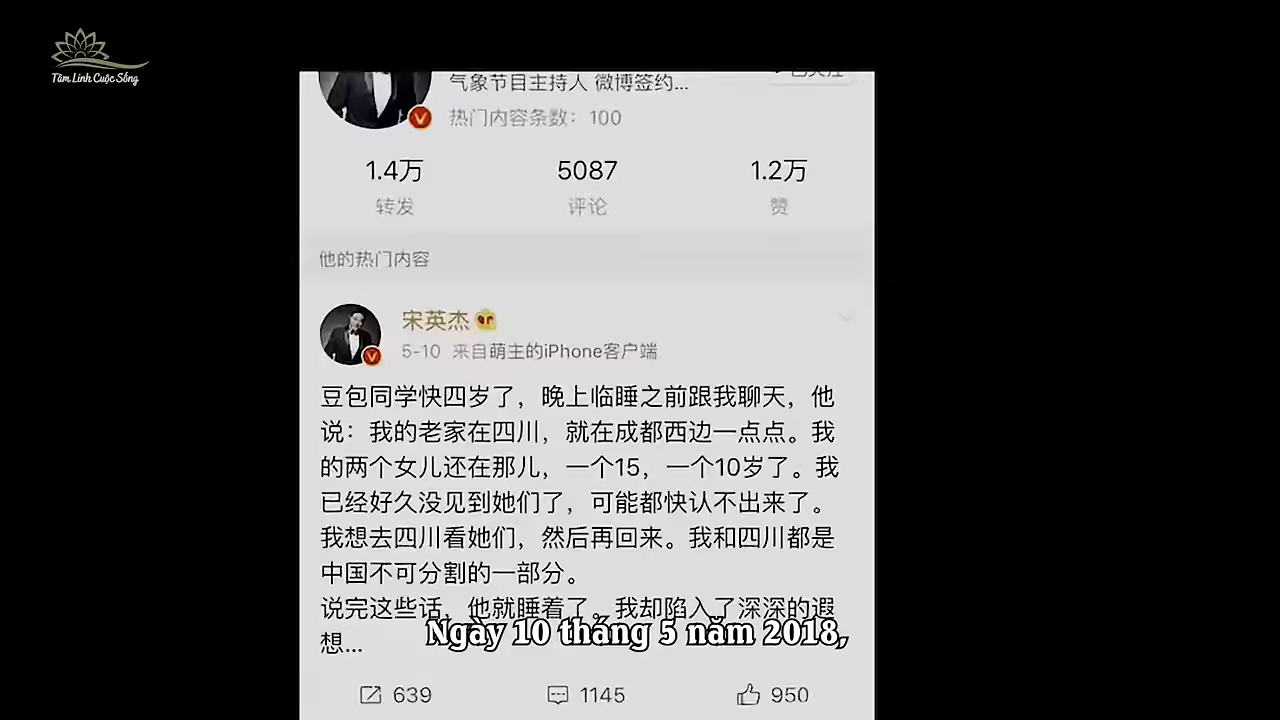 Tâm Linh Cuộc Sống
气象节目主持人 微博签约...
已关注
热门内容条数：100
1.4万 5087 1.2万
转发 评论 赞
他的热门内容
宋英杰
5-10 来自萌主的iPhone客户端
豆包同学快四岁了，晚上临睡之前跟我聊天，他
说：我的老家在四川，就在成都西边一点点。我
的两个女儿还在那儿，一个15，一个10岁了。我
已经好久没见到她们了，可能都快认不出来了。
我想去四川看她们，然后再回来。我和四川都是
中国不可分割的一部分。
说完这些话，他就睡着了。我却陷入了深深的遐
想...
Ngày 10 tháng 5 năm 2018,
639 1145 950